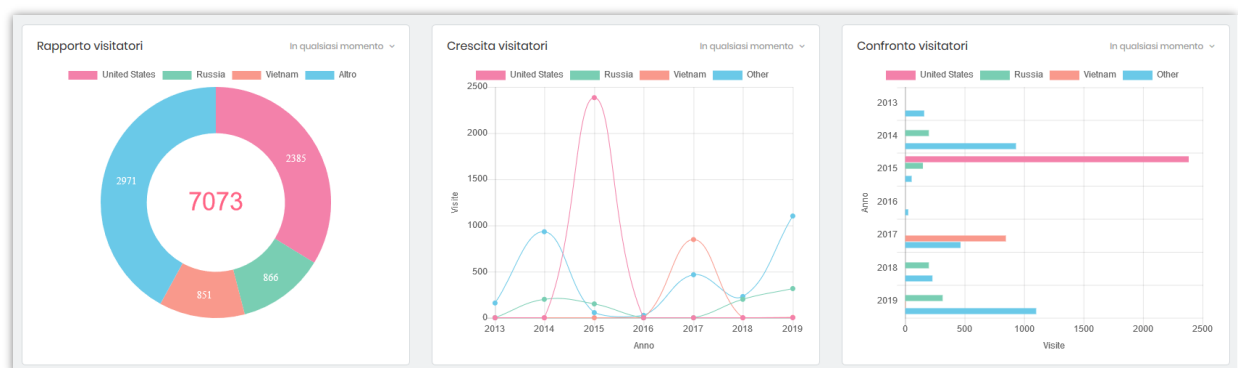 Rapporto visitatori
In qualsiasi momento
United States Russia Vietnam Altro
2385
2971
7073
866
851
Crescita visitatori
In qualsiasi momento
United States Russia Vietnam Other
2500
2000
1500
1000
500
0
Visite
2013 2014 2015 2016 2017 2018 2019
Anno
Confronto visitatori
In qualsiasi momento
United States Russia Vietnam Other
2013
2014
2015
2016
2017
2018
2019
Anno
0 500 1000 1500 2000 2500
Visite